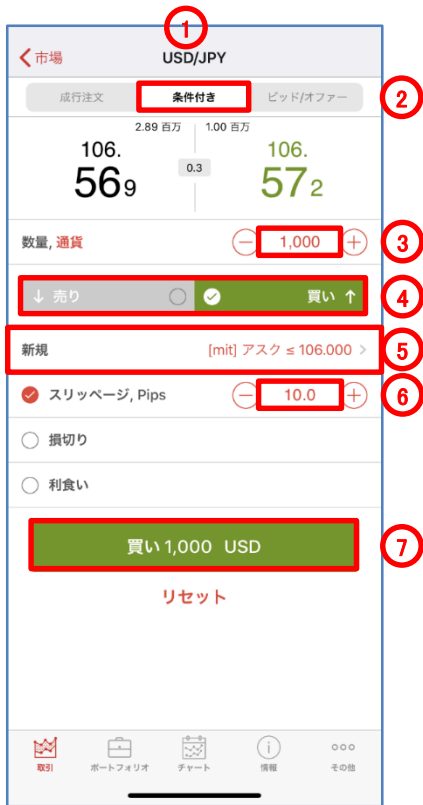 ①
市場 USD/JPY
成行注文 条件付き ビッド/オファー ②
2.89 百万 1.00 百万
106. 106.
569 0.3 572
数量, 通貨 1,000 ③
↓ 売り 買い ↑ ④
新規 [mit] アスク ≤ 106.000 > ⑤
スリッページ, Pips 10.0 ⑥
損切り
利食い
買い 1,000 USD ⑦
リセット
取引 ポートフォリオ チャート 情報 その他